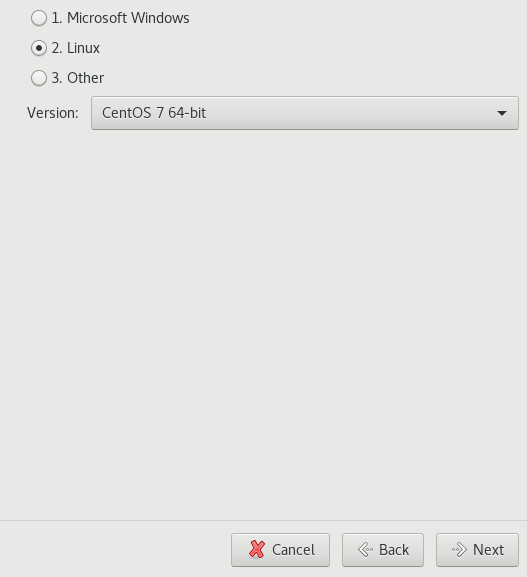 1. Microsoft Windows
2. Linux
3. Other
Version: CentOS 7 64-bit
Cancel Back Next